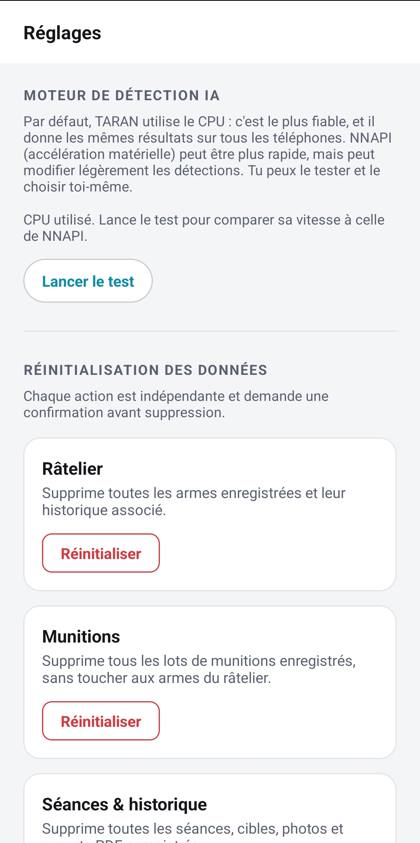 Réglages
MOTEUR DE DÉTECTION IA
Par défaut, TARAN utilise le CPU : c'est le plus fiable, et il
donne les mêmes résultats sur tous les téléphones. NNAPI
(accélération matérielle) peut être plus rapide, mais peut
modifier légèrement les détections. Tu peux le tester et le
choisir toi-même.
CPU utilisé. Lance le test pour comparer sa vitesse à celle
de NNAPI.
Lancer le test
RÉINITIALISATION DES DONNÉES
Chaque action est indépendante et demande une
confirmation avant suppression.
Râtelier
Supprime toutes les armes enregistrées et leur
historique associé.
Réinitialiser
Munitions
Supprime tous les lots de munitions enregistrés,
sans toucher aux armes du râtelier.
Réinitialiser
Séances & historique
Supprime toutes les séances, cibles, photos et